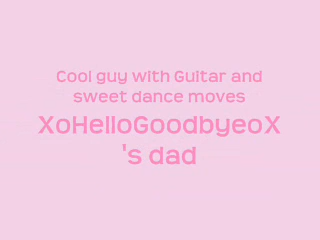 Cool guy with Guitar and
sweet dance moves
XoHelloGoodbyeoX
's dad